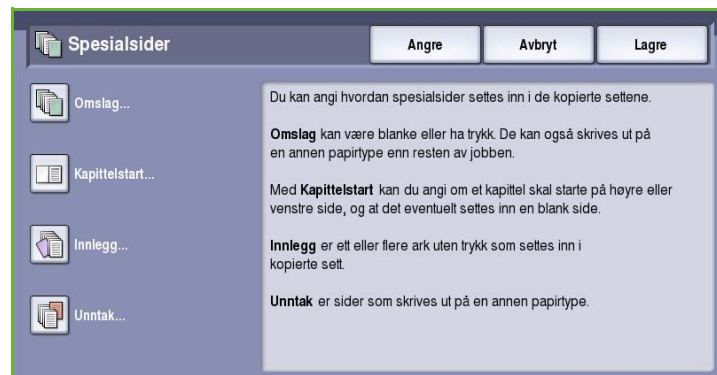 Spesialsider
Angre
Avbryt
Lagre
Omslag...
Kapittelstart...
Innlegg...
Unntak...
Du kan angi hvordan spesialsider settes inn i de kopierte settene.
Omslag kan være blanke eller ha trykk. De kan også skrives ut på
en annen papirtype enn resten av jobben.
Med Kapittelstart kan du angi om et kapittel skal starte på høyre eller
venstre side, og at det eventuelt settes inn en blank side.
Innlegg er ett eller flere ark uten trykk som settes inn i
kopierte sett.
Unntak er sider som skrives ut på en annen papirtype.